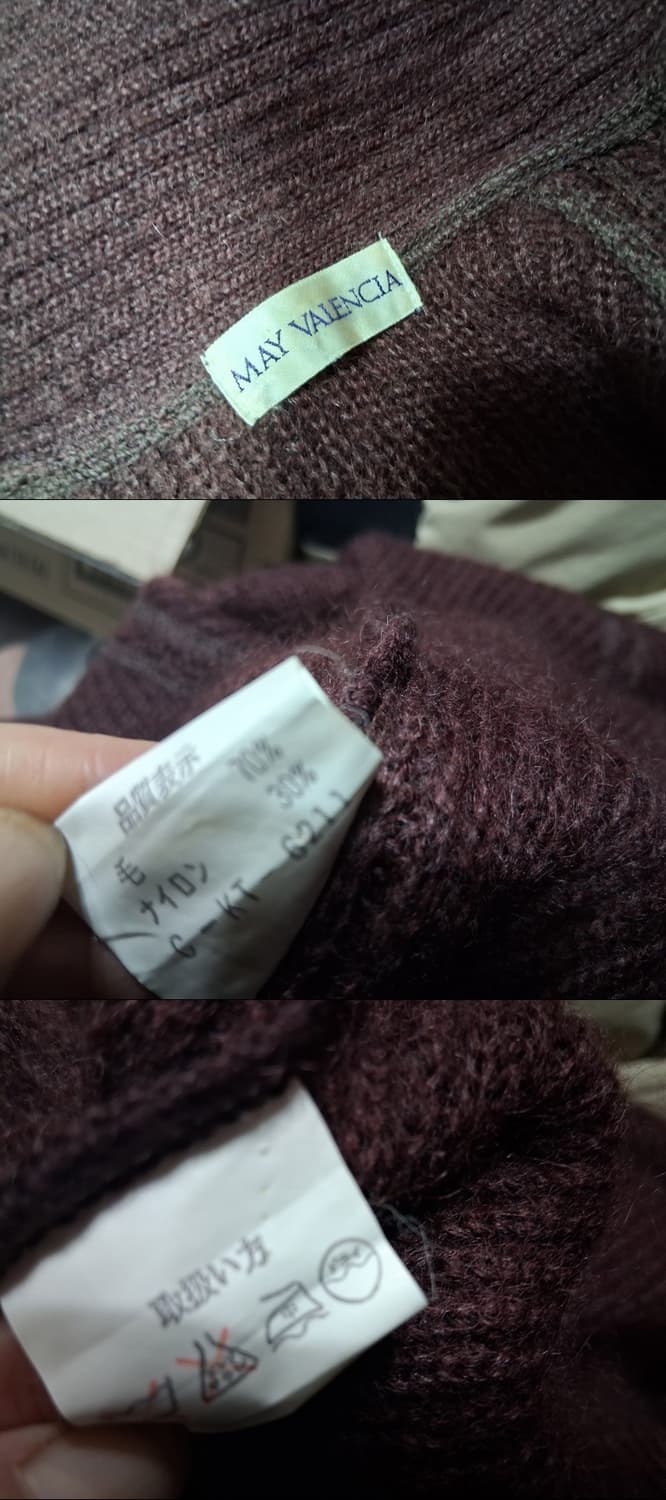 MAY VALENCIA
品質表示
毛 70%
ナイロン 30%
G-KT 6211
取扱い方